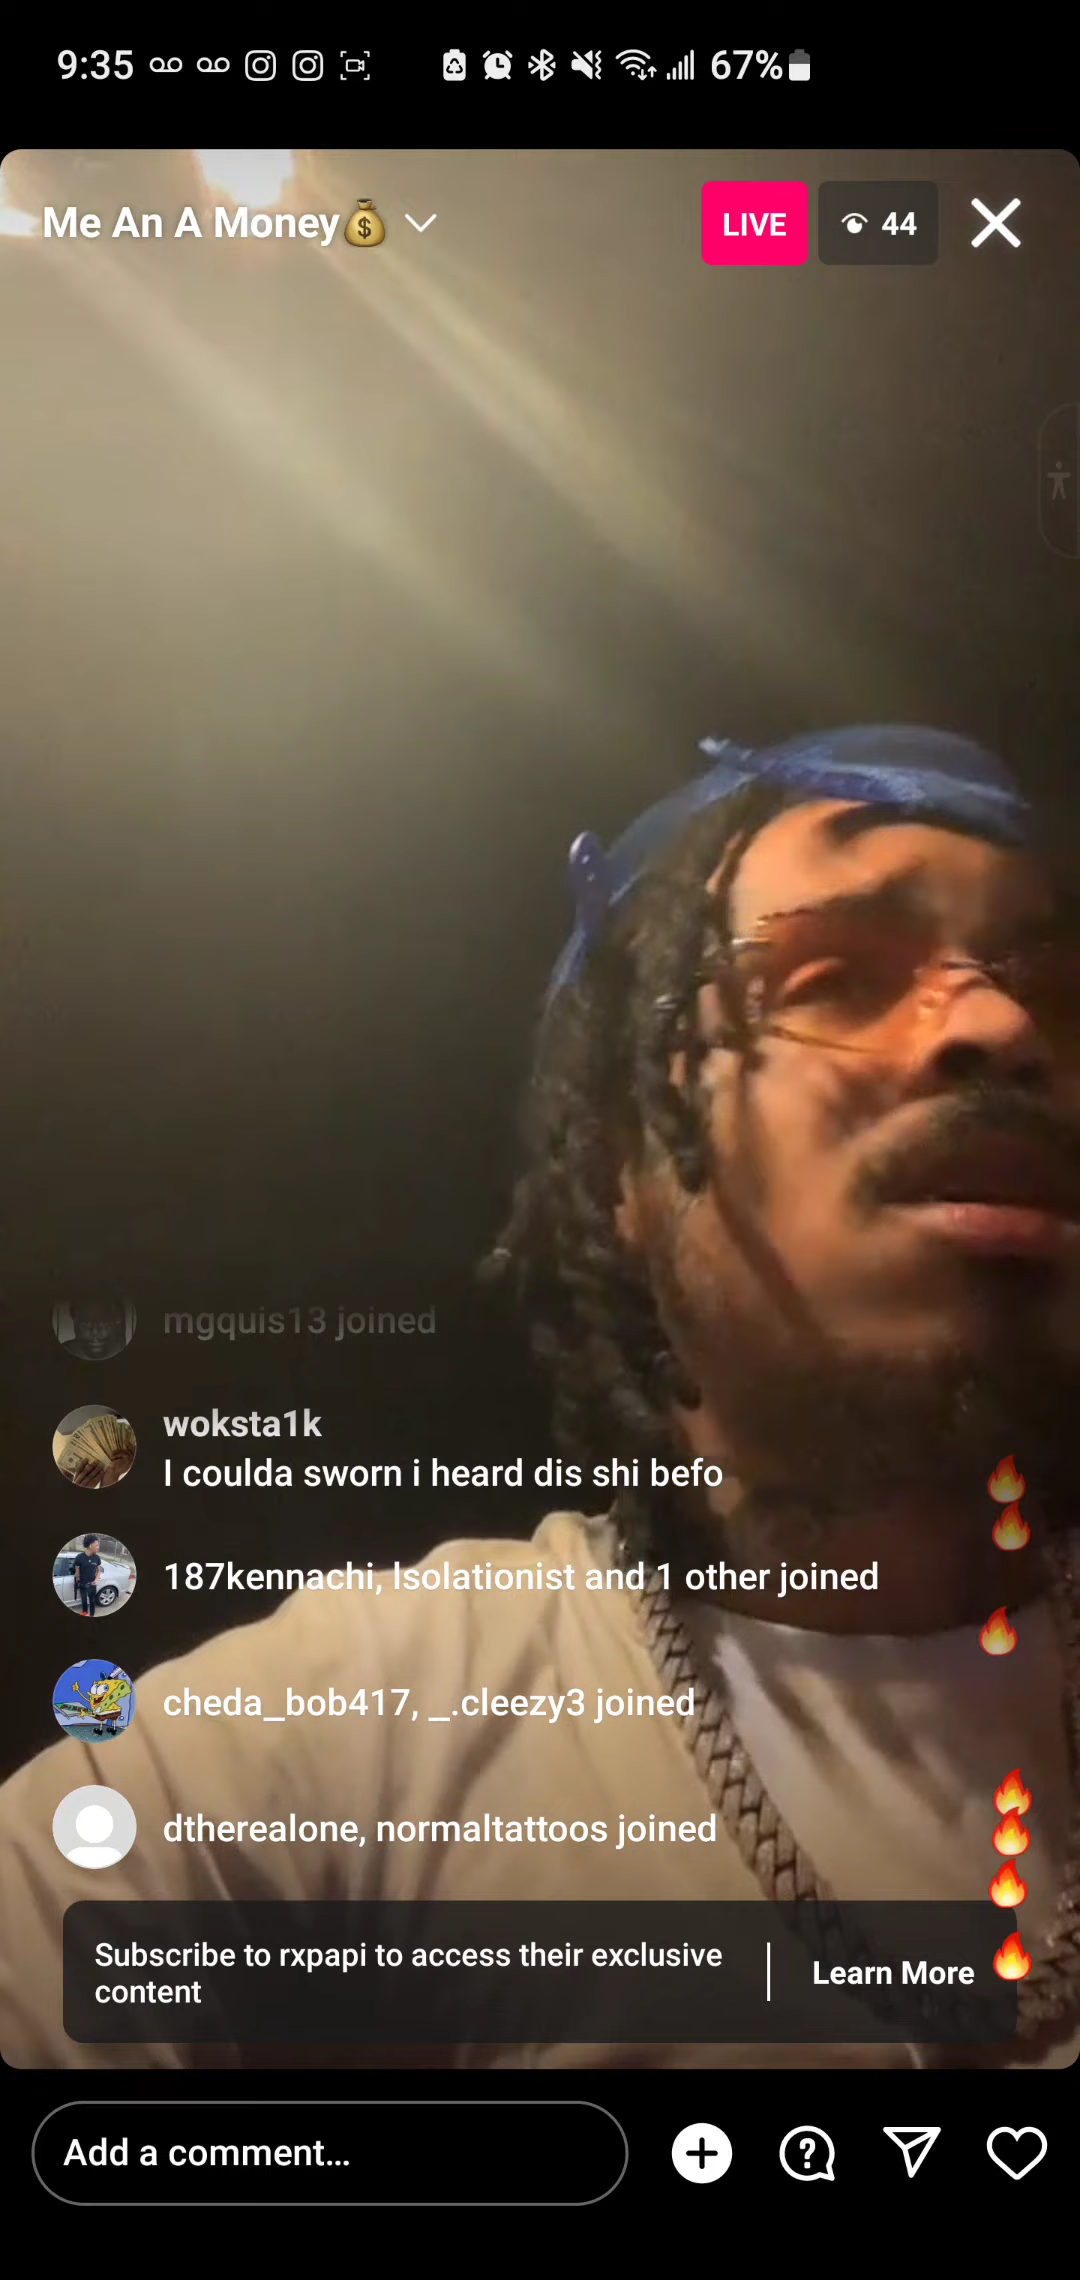 9:35 67%
Me An A Money💰 LIVE 44
mgquis13 joined
woksta1k
I coulda sworn i heard dis shi befo
187kennachi, Isolationist and 1 other joined
cheda_bob417, _.cleezy3 joined
dtherealone, normaltattoos joined
Subscribe to rxpapi to access their exclusive
content
Learn More
Add a comment...